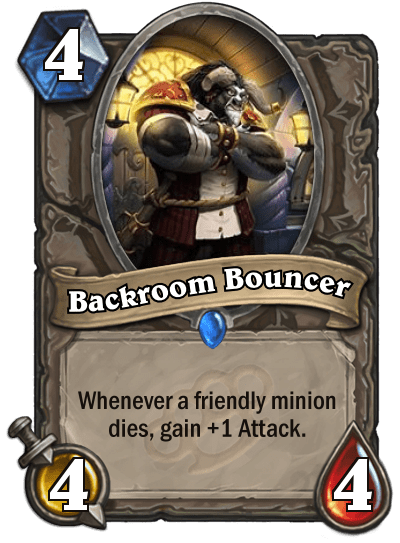 4
Backroom Bouncer
Whenever a friendly minion
dies, gain +1 Attack.
4
4